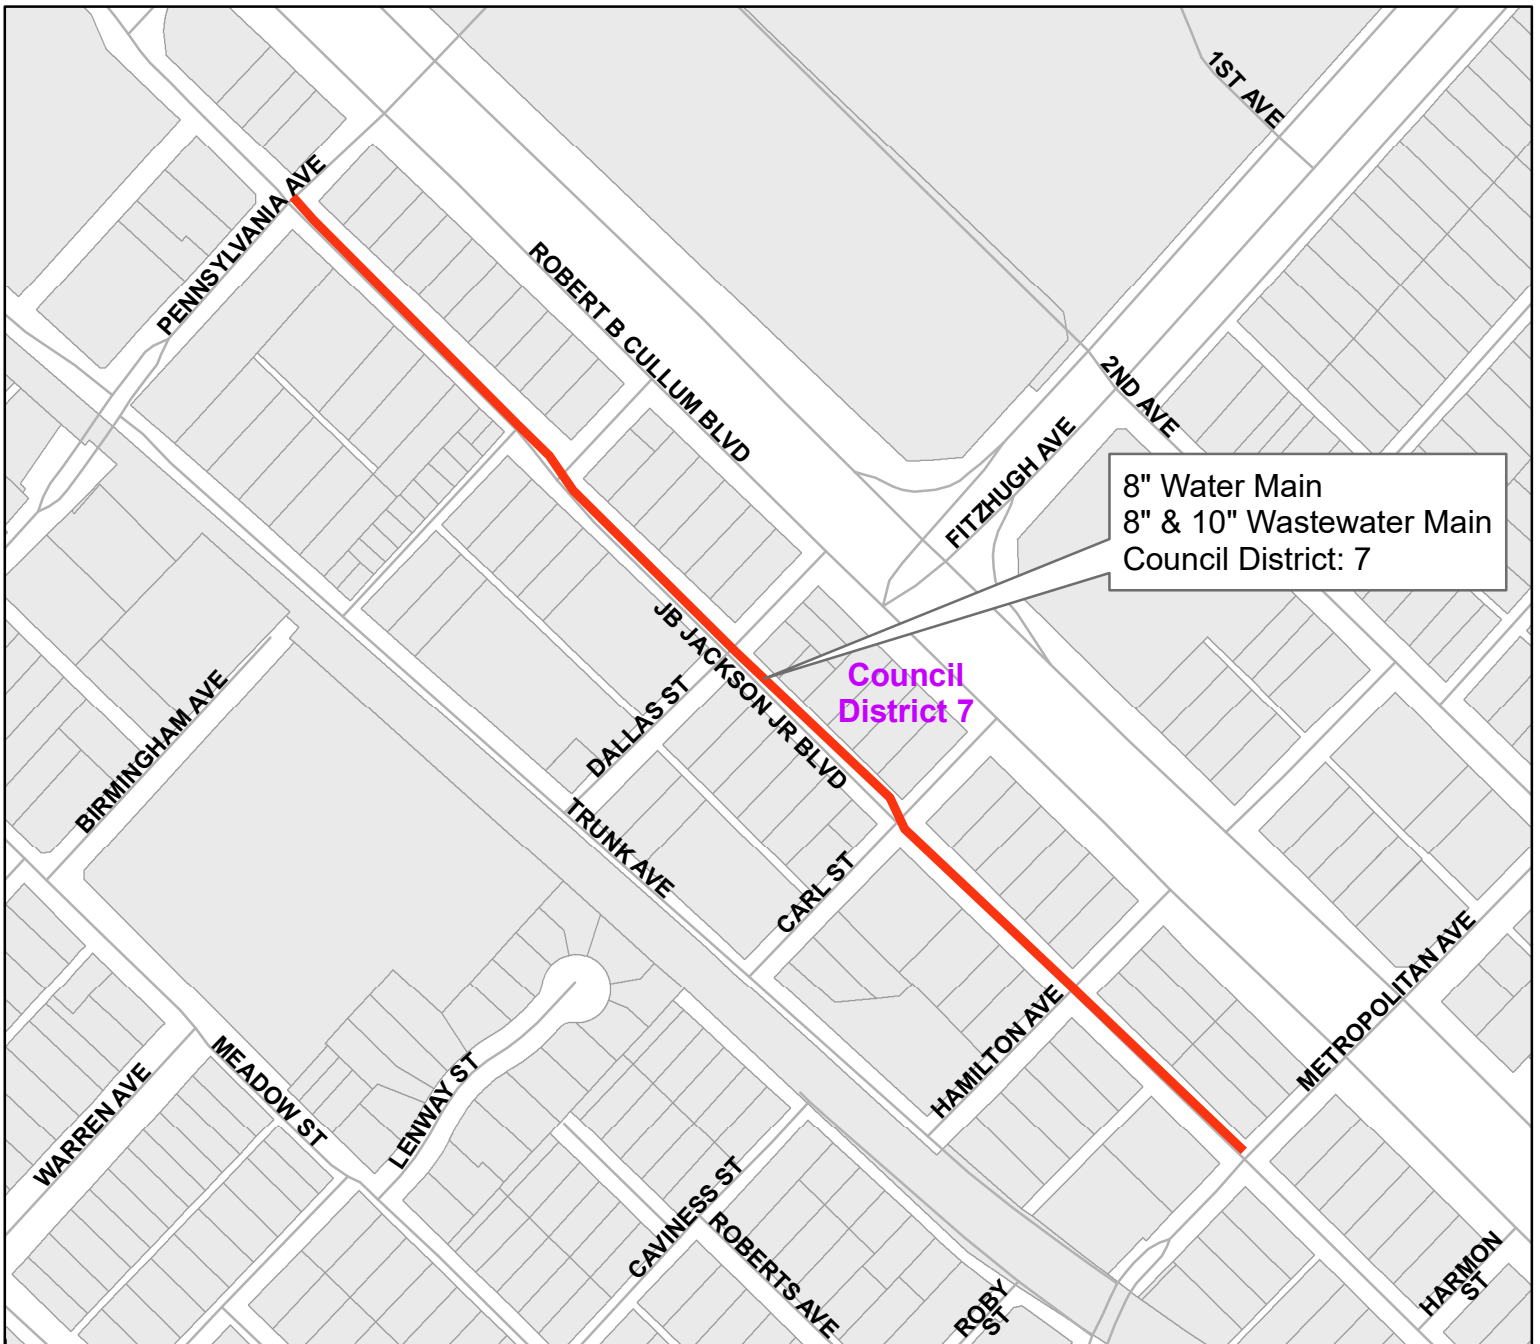 1ST AVE
PENNSYLVANIA AVE
ROBERT B CULLUM BLVD
2ND AVE
FITZHUGH AVE
8" Water Main
8" & 10" Wastewater Main
Council District: 7
JB JACKSON JR BLVD
Council
District 7
BIRMINGHAM AVE
DALLAS ST
TRUNK AVE
CARL ST
METROPOLITAN AVE
HAMILTON AVE
WARREN AVE
MEADOW ST
LENWAY ST
CAVINESS ST
ROBERTS AVE
ROBY
ST
HARMON
ST